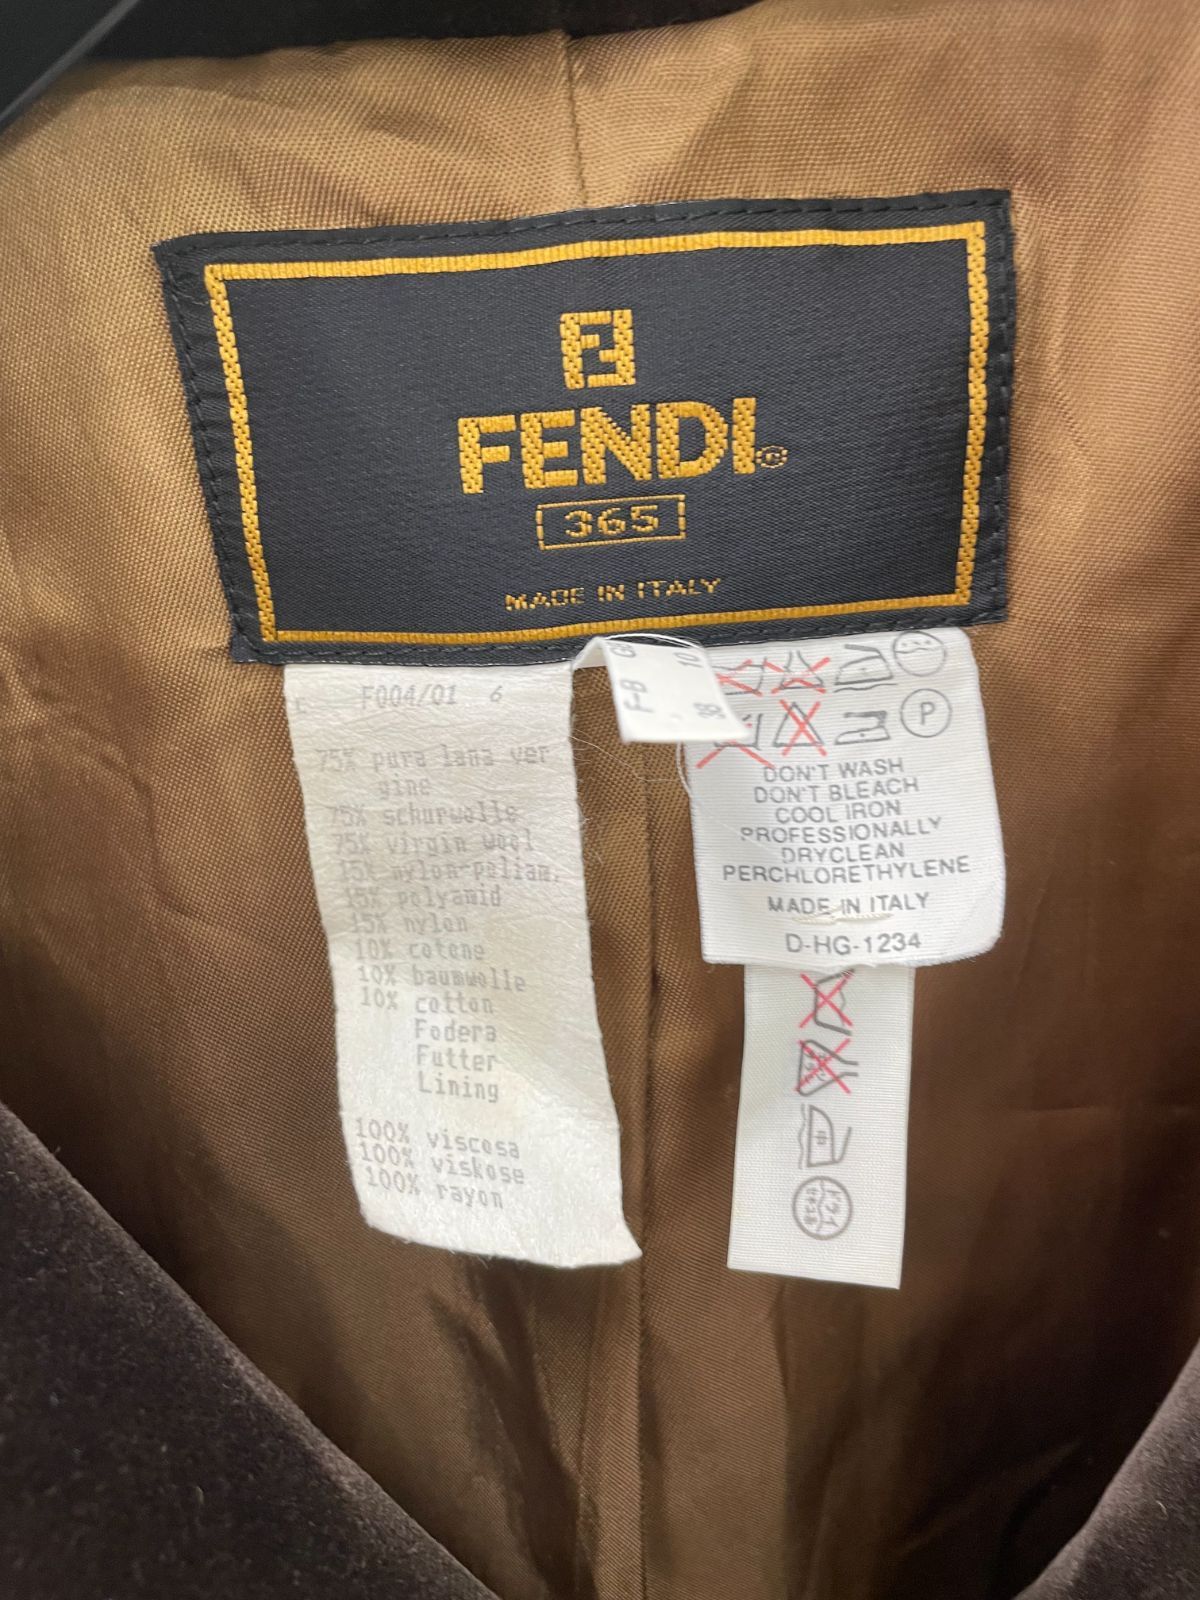 FENDI
365
MADE IN ITALY
F004/01 6
75% pura lana ver
gine
75% schurwolle
75% virgin wool
15% nylon-poliam.
15% polyamid
15% nylon
10% cotone
10% baumwolle
10% cotton
Fodera
Futter
Lining
100% viscosa
100% viskose
100% rayon
10
38
P
DON'T WASH
DON'T BLEACH
COOL IRON
PROFESSIONALLY
DRYCLEAN
PERCHLORETHYLENE
MADE IN ITALY
D-HG-1234